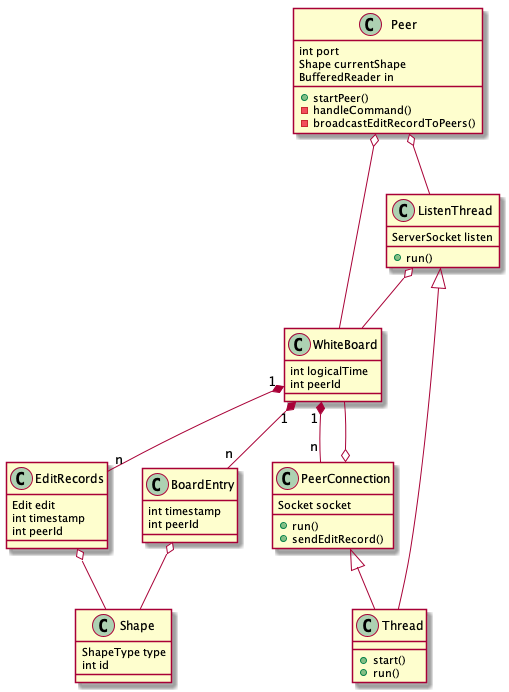 C Peer
int port
Shape currentShape
BufferedReader in
startPeer()
handleCommand()
broadcastEditRecordToPeers()
C ListenThread
ServerSocket listen
run()
C WhiteBoard
int logicalTime
int peerId
1
1
1
n
n
n
C EditRecords
Edit edit
int timestamp
int peerId
C BoardEntry
int timestamp
int peerId
C PeerConnection
Socket socket
run()
sendEditRecord()
C Shape
ShapeType type
int id
C Thread
start()
run()